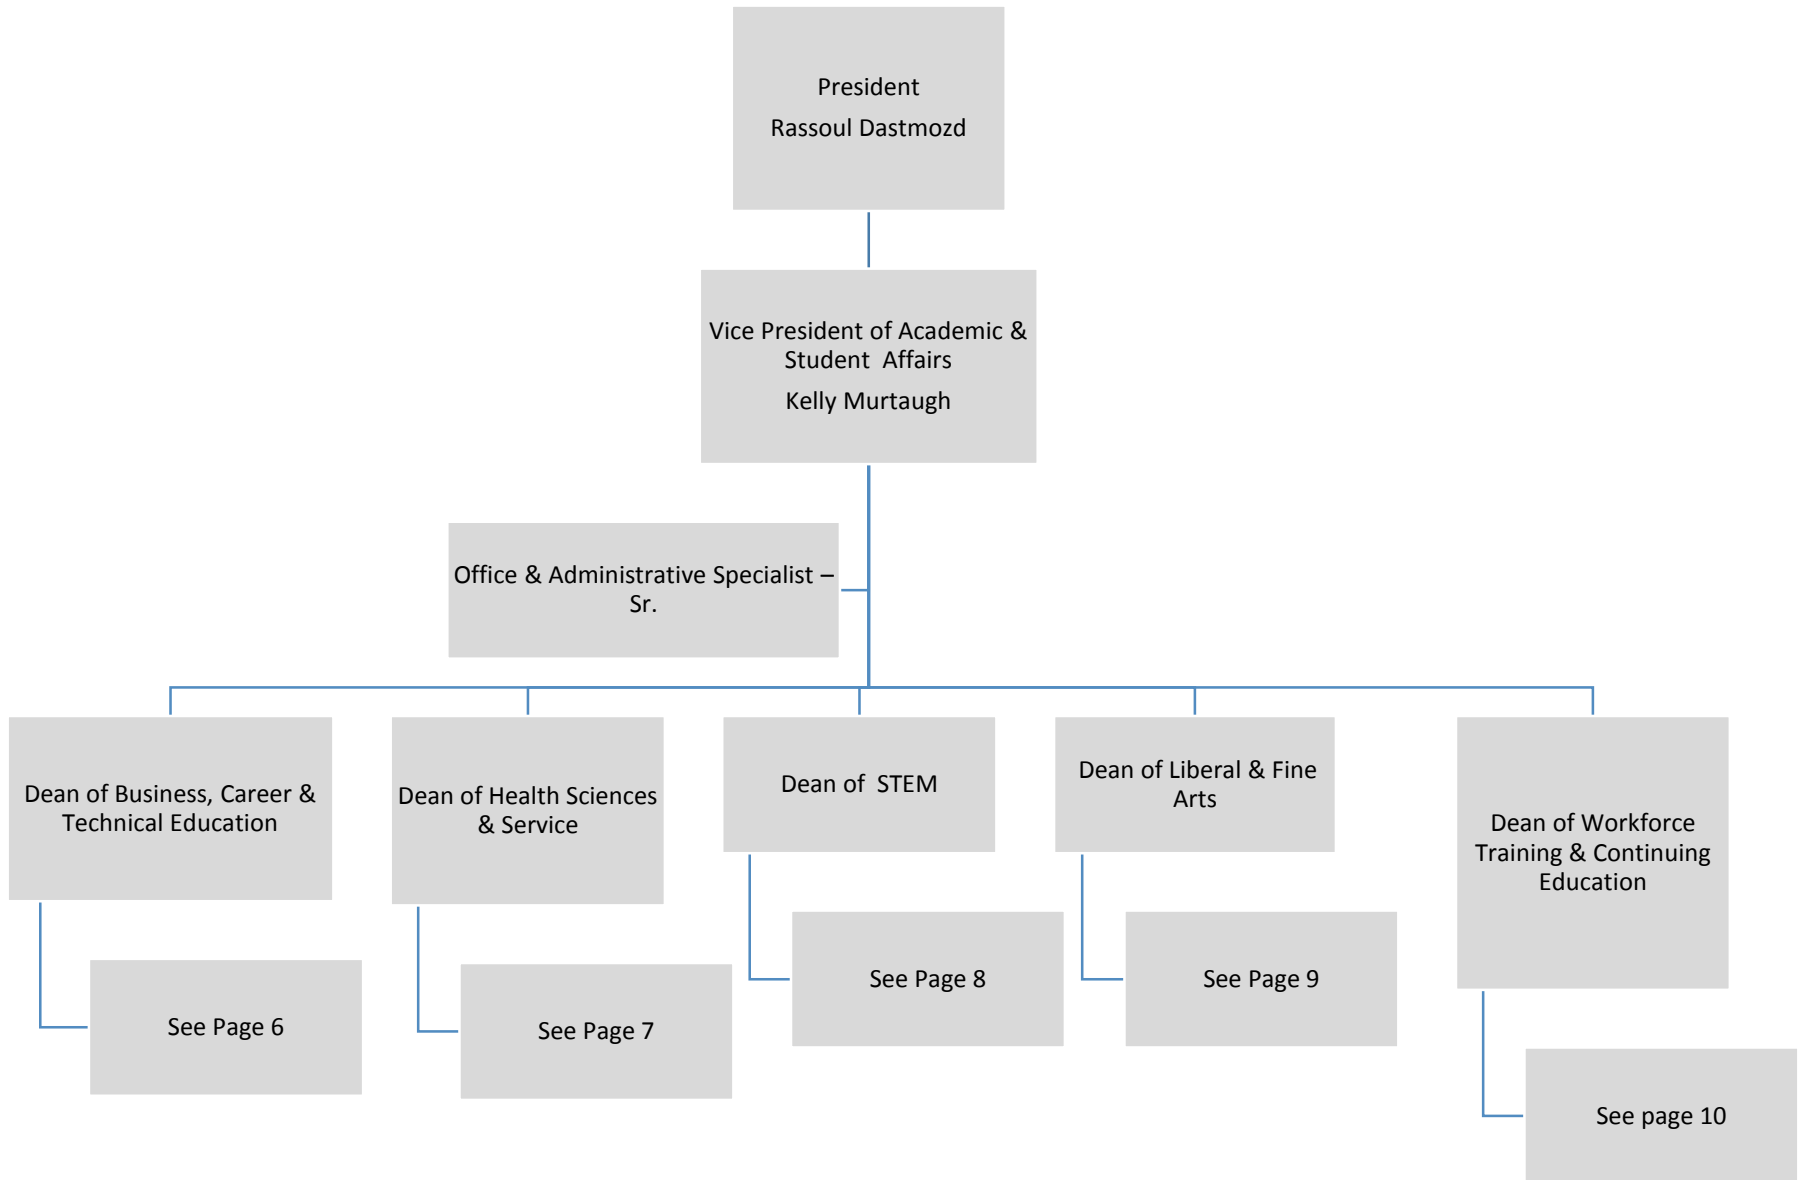 President
Rassoul Dastmozd
Vice President of Academic &
Student  Affairs
Kelly Murtaugh
Office & Administrative Specialist –
Sr.
Dean of Business, Career &
Technical Education
Dean of Health Sciences
& Service
Dean of  STEM
Dean of Liberal & Fine
Arts
Dean of Workforce
Training & Continuing
Education
See Page 6
See Page 7
See Page 8
See Page 9
See page 10